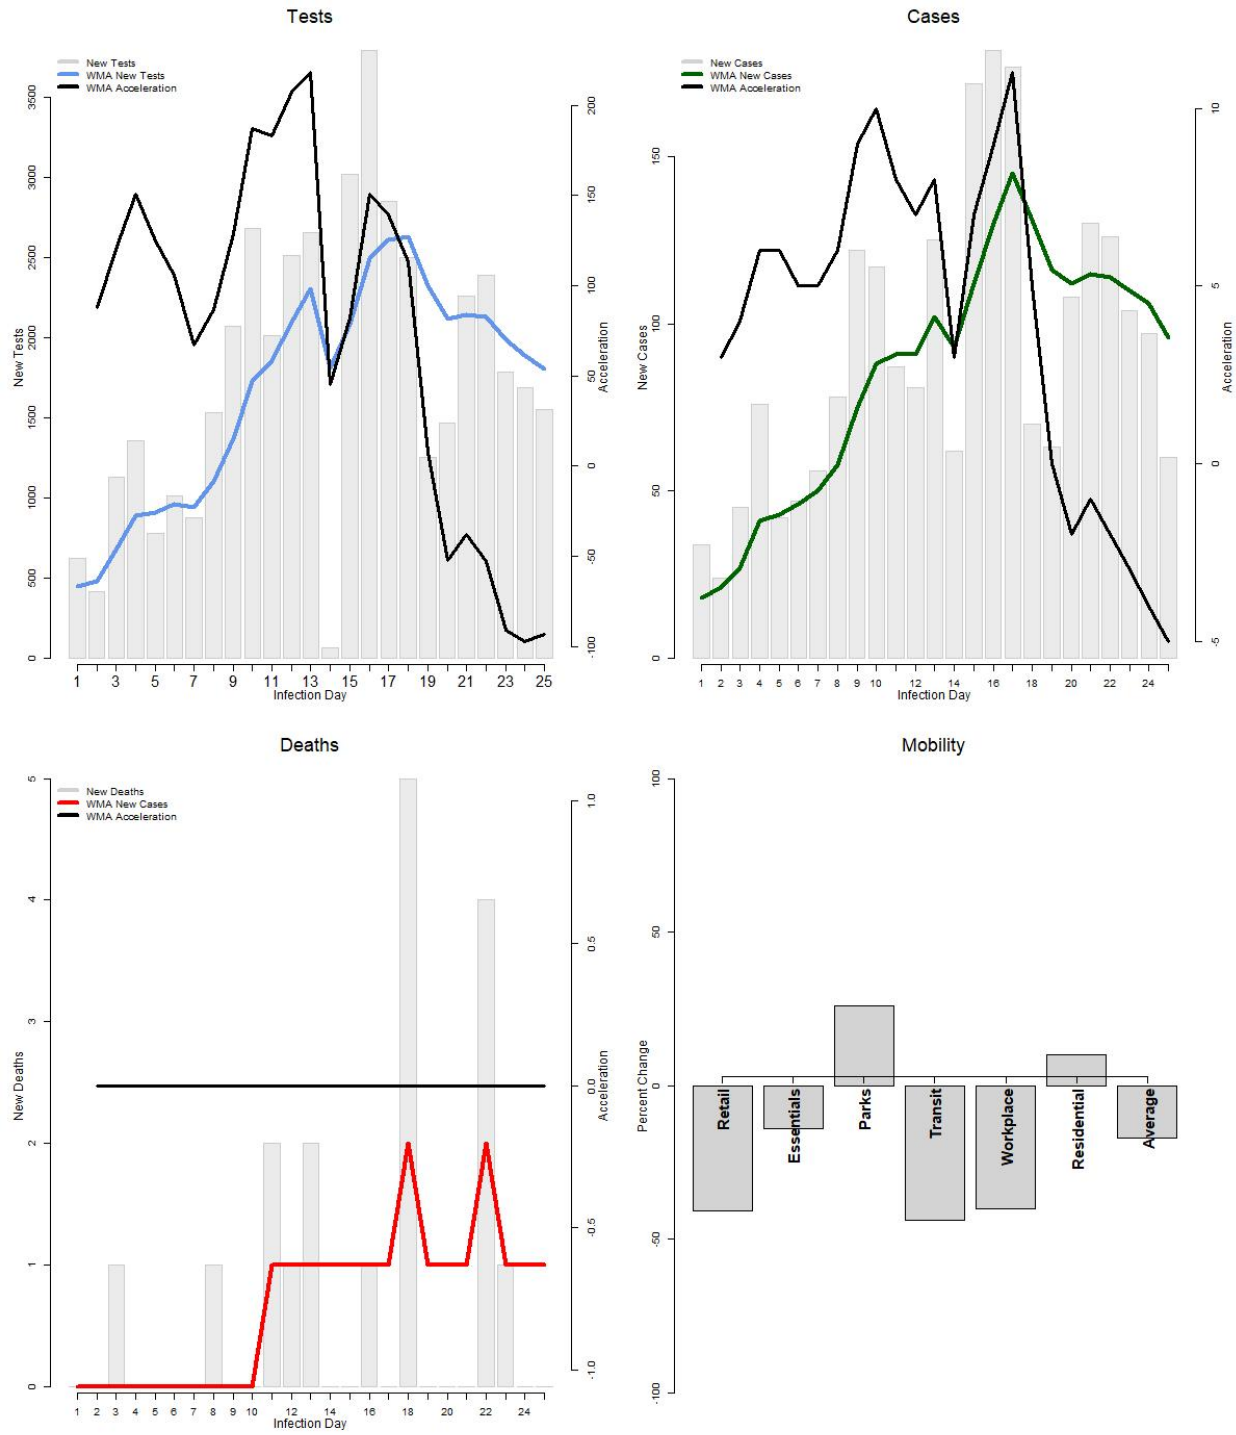 Tests
New Tests
WMA New Tests
WMA Acceleration
New Tests
0
500
1000
1500
2000
2500
3000
3500
Acceleration
-100
-50
0
50
100
150
200
1 3 5 7 9 11 13 15 17 19 21 23 25
Infection Day
Cases
New Cases
WMA New Cases
WMA Acceleration
New Cases
0
50
100
150
Acceleration
-5
0
5
10
1 2 3 4 5 6 7 8 9 10 12 14 16 18 20 22 24
Infection Day
Deaths
New Deaths
WMA New Cases
WMA Acceleration
New Deaths
0
1
2
3
4
5
Acceleration
-1.0
-0.5
0.0
0.5
1.0
1 2 3 4 5 6 7 8 9 10 12 14 16 18 20 22 24
Infection Day
Mobility
Percent Change
-100
-50
0
50
100
Retail
Essentials
Parks
Transit
Workplace
Residential
Average